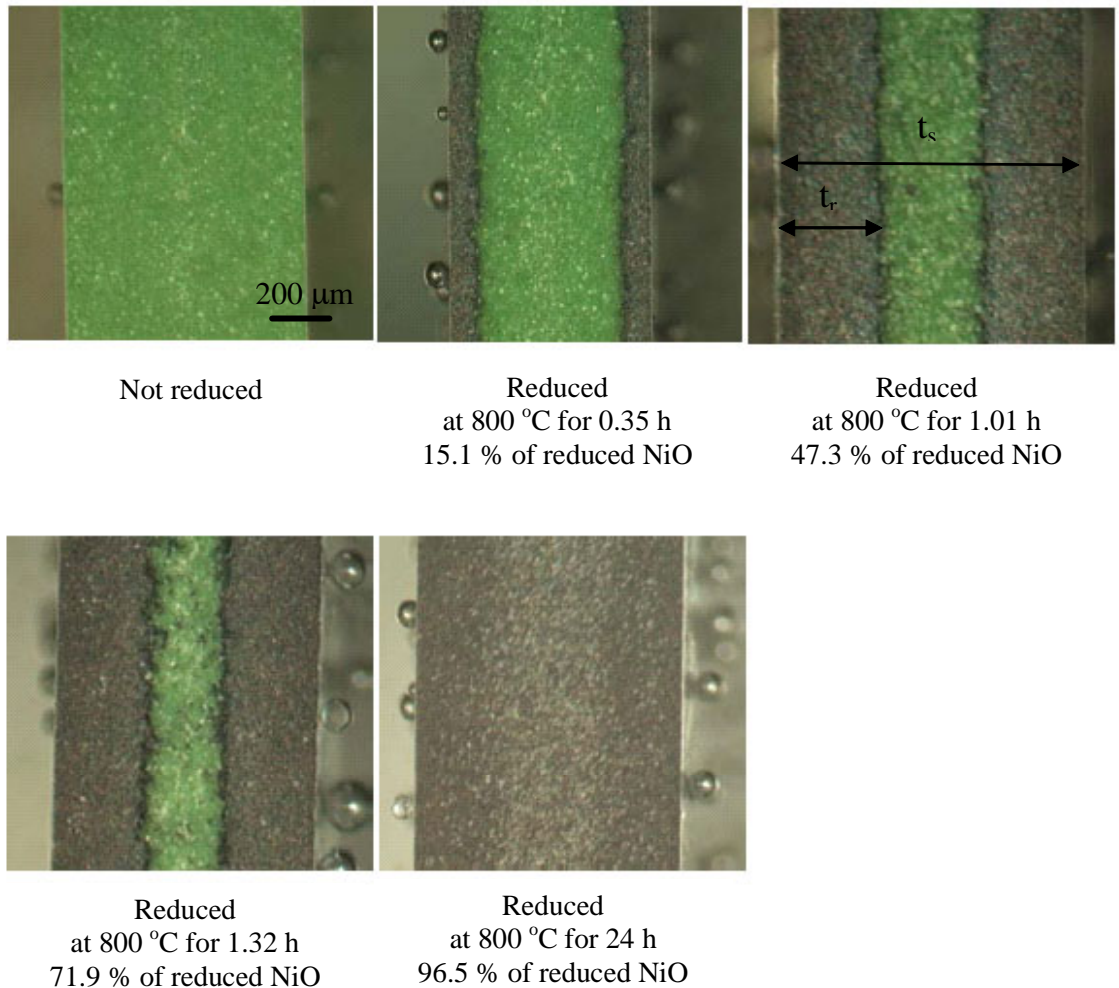 200 μm
tₛ
tᵣ
Not reduced
Reduced
at 800 °C for 0.35 h
15.1 % of reduced NiO
Reduced
at 800 °C for 1.01 h
47.3 % of reduced NiO
Reduced
at 800 °C for 1.32 h
71.9 % of reduced NiO
Reduced
at 800 °C for 24 h
96.5 % of reduced NiO